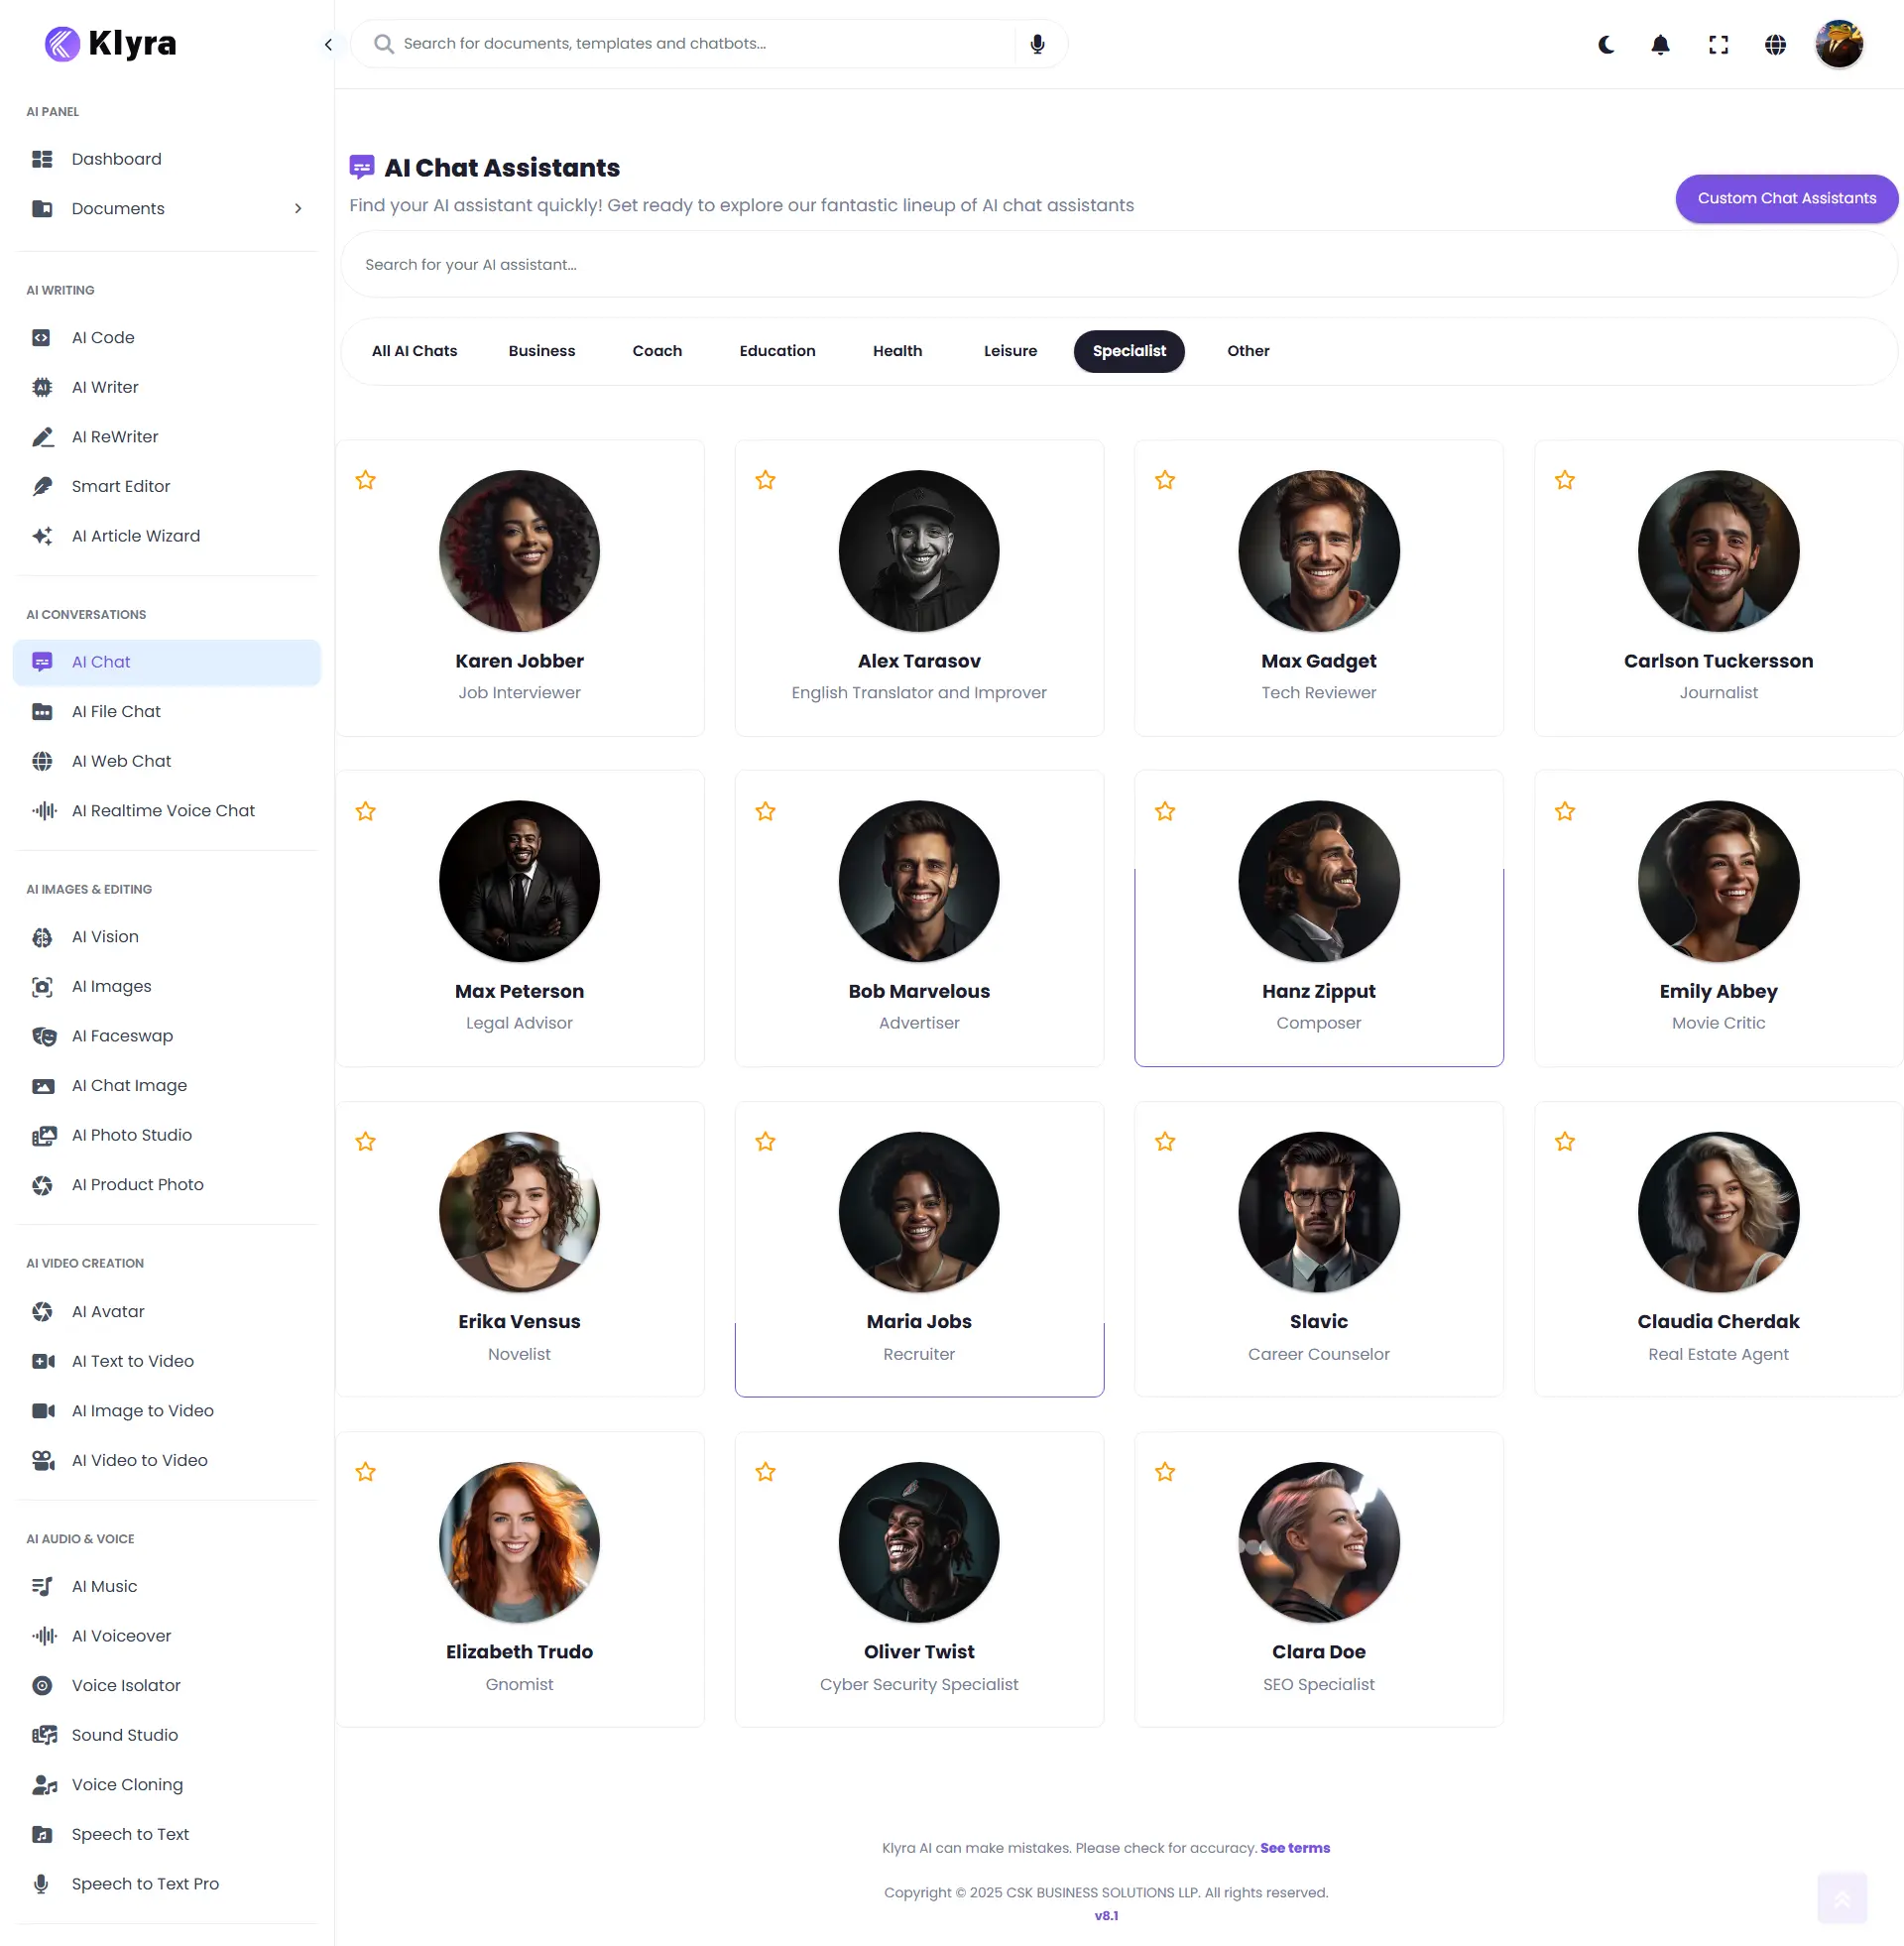 Klyra
Search for documents, templates and chatbots...
AI PANEL
Dashboard
Documents
AI WRITING
AI Code
AI Writer
AI ReWriter
Smart Editor
AI Article Wizard
AI CONVERSATIONS
AI Chat
AI File Chat
AI Web Chat
AI Realtime Voice Chat
AI IMAGES & EDITING
AI Vision
AI Images
AI Faceswap
AI Chat Image
AI Photo Studio
AI Product Photo
AI VIDEO CREATION
AI Avatar
AI Text to Video
AI Image to Video
AI Video to Video
AI AUDIO & VOICE
AI Music
AI Voiceover
Voice Isolator
Sound Studio
Voice Cloning
Speech to Text
Speech to Text Pro
AI Chat Assistants
Find your AI assistant quickly! Get ready to explore our fantastic lineup of AI chat assistants
Custom Chat Assistants
Search for your AI assistant...
All AI Chats Business Coach Education Health Leisure Specialist Other
Karen Jobber
Job Interviewer
Alex Tarasov
English Translator and Improver
Max Gadget
Tech Reviewer
Carlson Tuckersson
Journalist
Max Peterson
Legal Advisor
Bob Marvelous
Advertiser
Hanz Zipput
Composer
Emily Abbey
Movie Critic
Erika Vensus
Novelist
Maria Jobs
Recruiter
Slavic
Career Counselor
Claudia Cherdak
Real Estate Agent
Elizabeth Trudo
Gnomist
Oliver Twist
Cyber Security Specialist
Clara Doe
SEO Specialist
Klyra AI can make mistakes. Please check for accuracy. See terms
Copyright © 2025 CSK BUSINESS SOLUTIONS LLP. All rights reserved.
v8.1